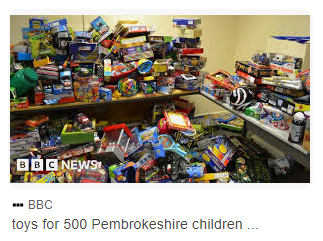 BBC NEWS
BBC
toys for 500 Pembrokeshire children ...